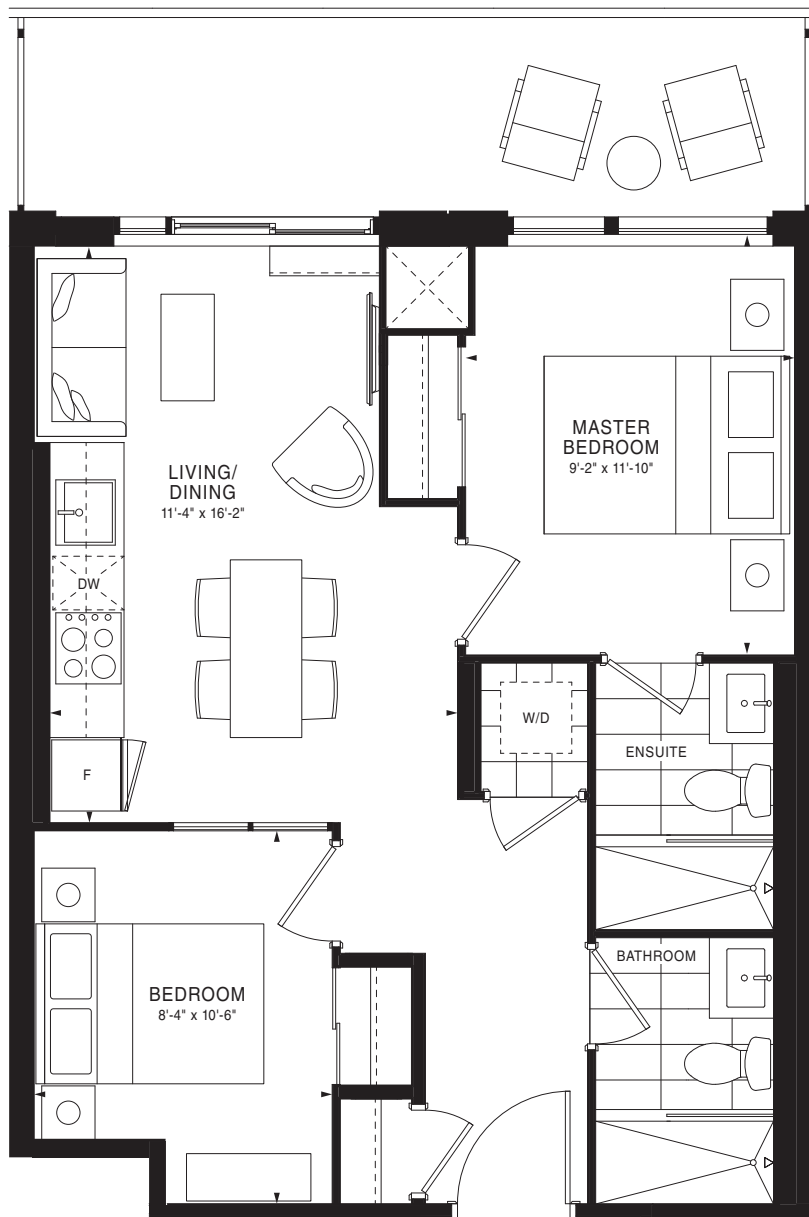 MASTER
BEDROOM
9'-2" x 11'-10"
LIVING/
DINING
11'-4" x 16'-2"
DW
W/D
ENSUITE
F
BATHROOM
BEDROOM
8'-4" x 10'-6"